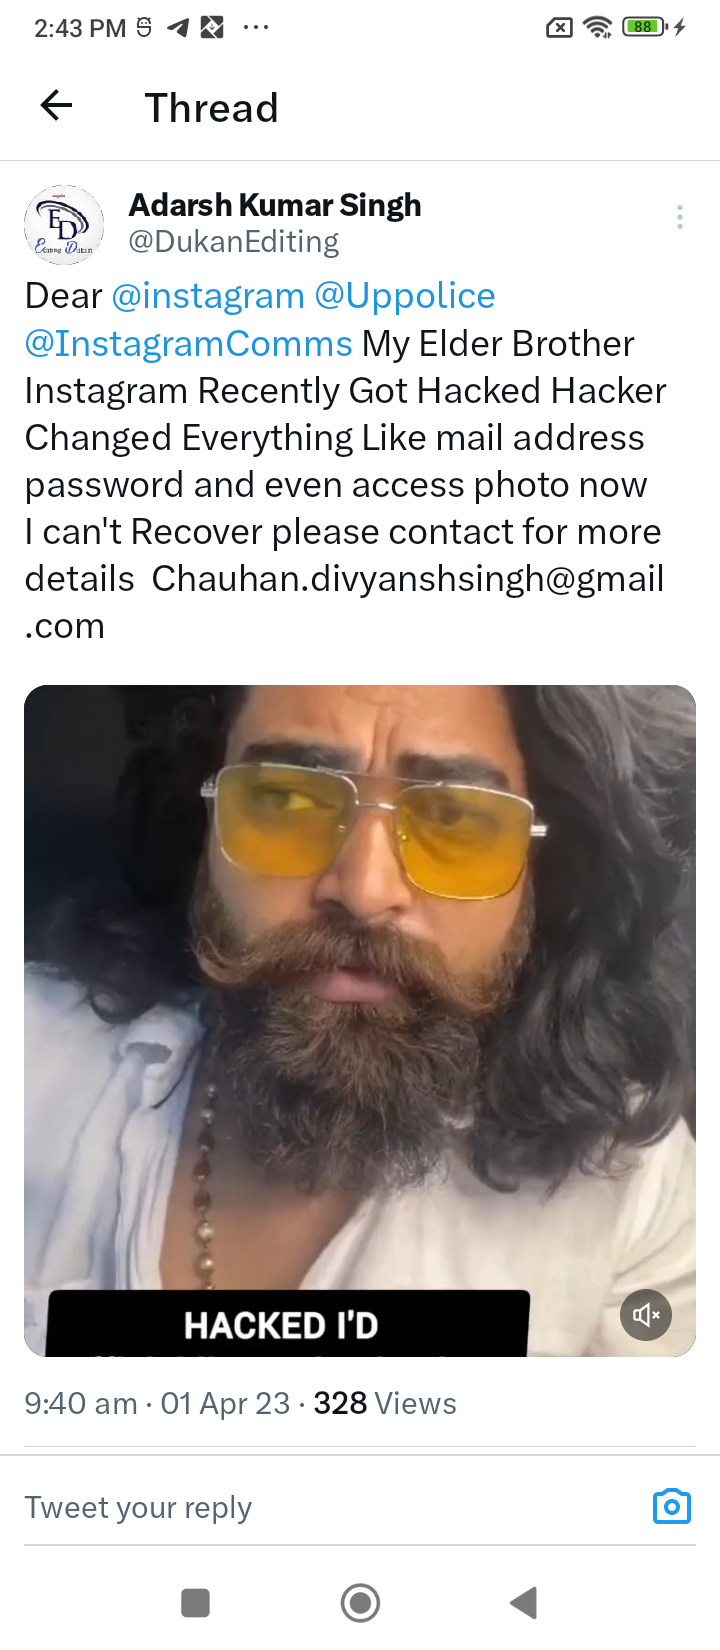 2:43 PM
88
Thread
ED
Editing Dukan
Adarsh Kumar Singh
@DukanEditing
Dear @instagram @Uppolice
@InstagramComms My Elder Brother
Instagram Recently Got Hacked Hacker
Changed Everything Like mail address
password and even access photo now
I can't Recover please contact for more
details  Chauhan.divyanshsingh@gmail
.com
HACKED I'D
9:40 am · 01 Apr 23 · 328 Views
Tweet your reply